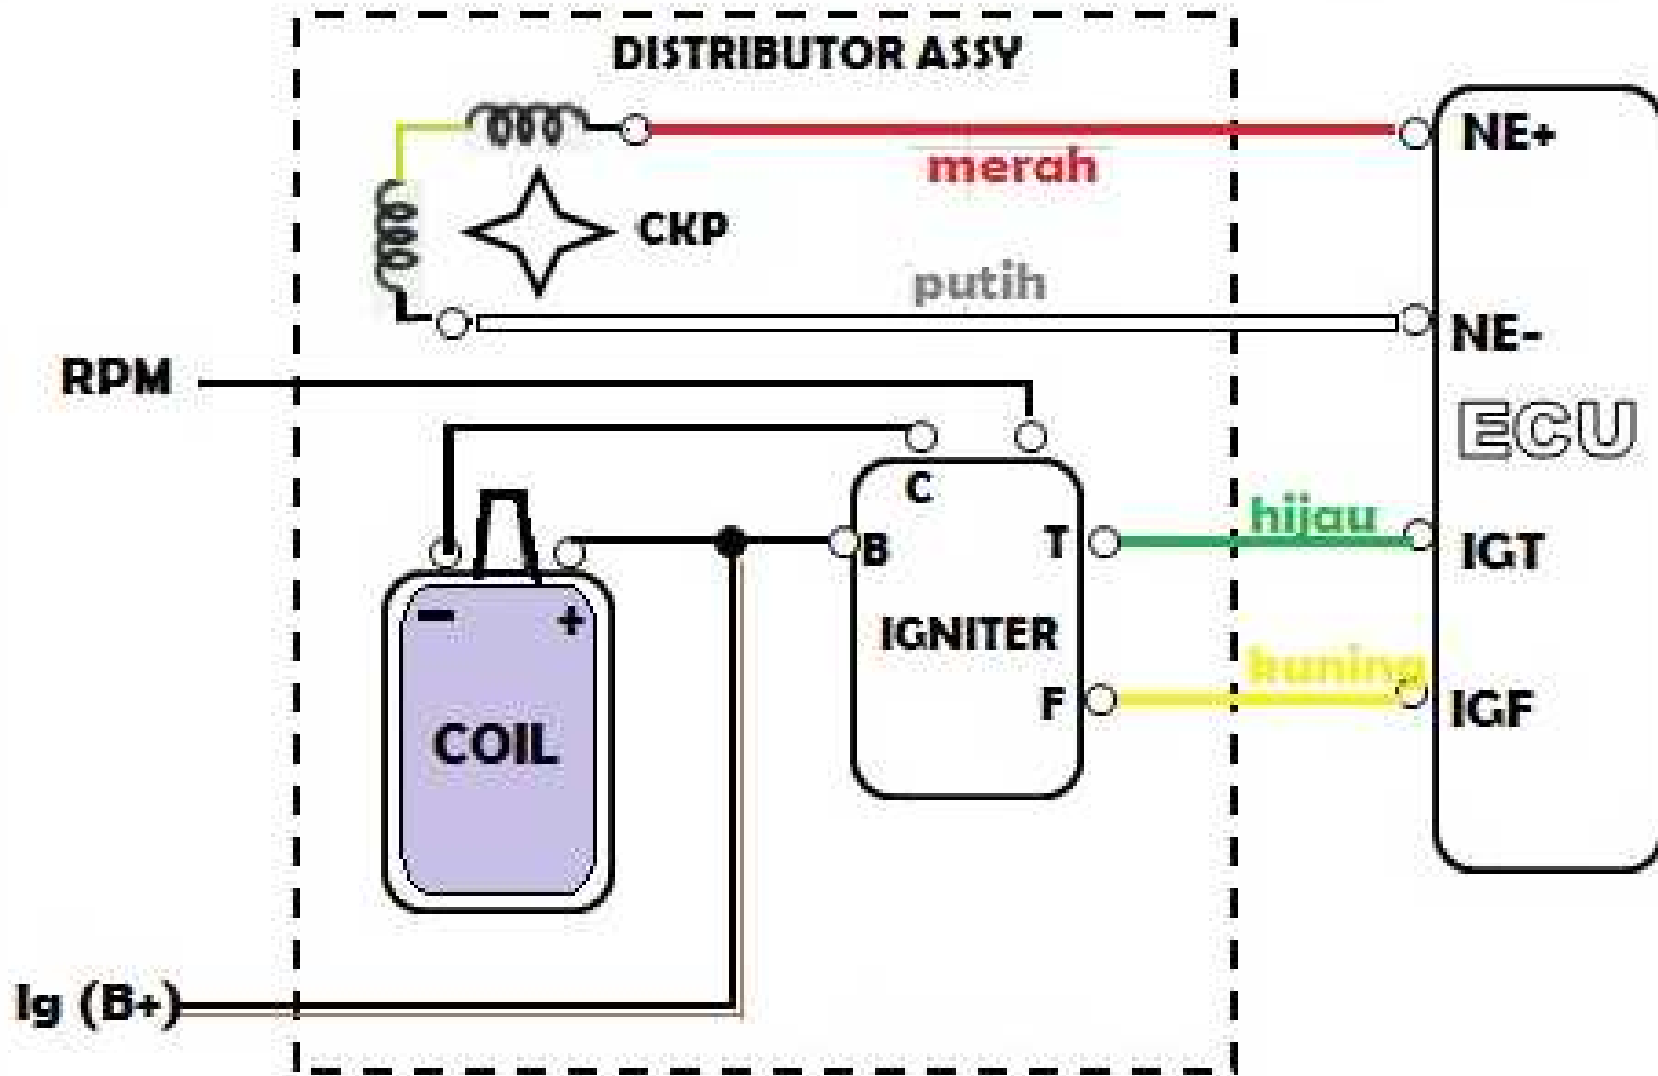 DISTRIBUTOR ASSY
NE+
merah
CKP
putih
NE-
RPM
ECU
C
hijau
B
T
IGT
- +
IGNITER
kuning
F
IGF
COIL
Ig (B+)